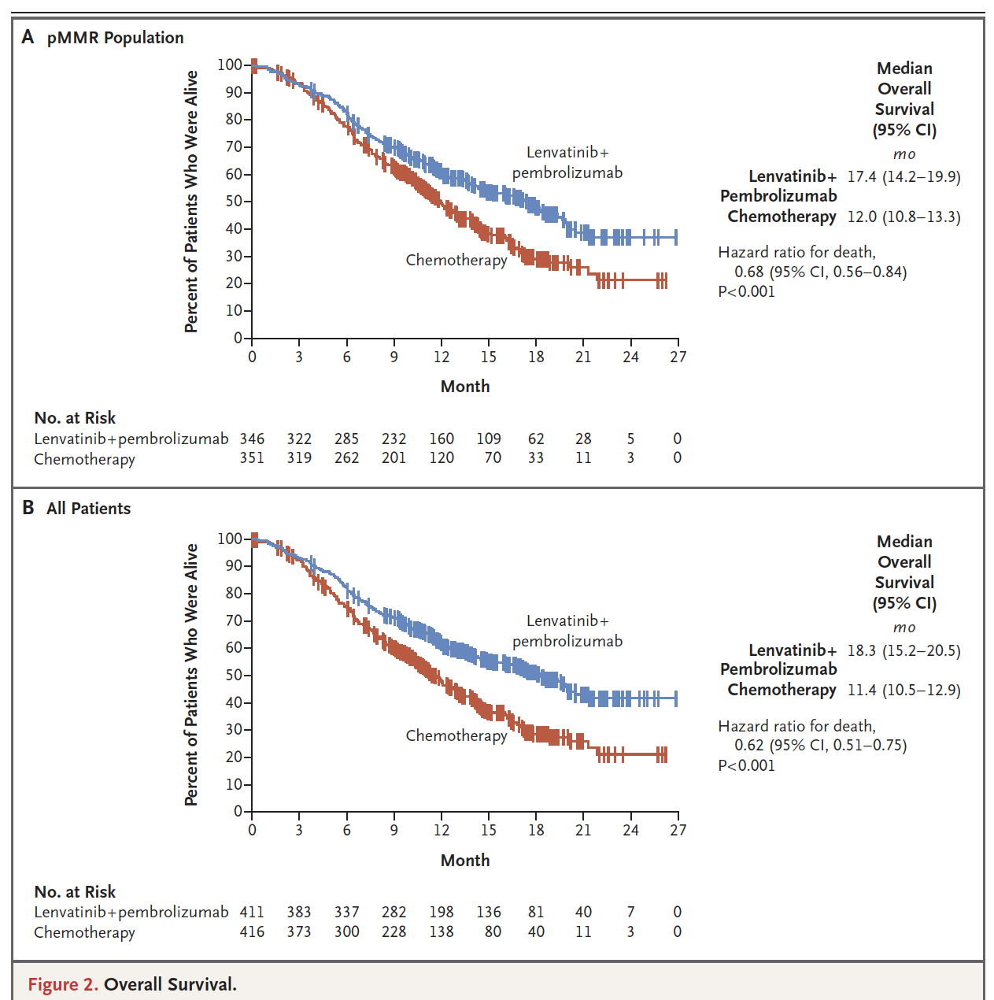 A pMMR Population
Percent of Patients Who Were Alive
100
90
80
70
60
50
40
30
20
10
0
0 3 6 9 12 15 18 21 24 27
Month
Lenvatinib+
pembrolizumab
Chemotherapy
Median
Overall
Survival
(95% CI)
mo
Lenvatinib+ 17.4 (14.2–19.9)
Pembrolizumab
Chemotherapy 12.0 (10.8–13.3)
Hazard ratio for death,
0.68 (95% CI, 0.56–0.84)
P<0.001
No. at Risk
Lenvatinib+pembrolizumab 346 322 285 232 160 109 62 28 5 0
Chemotherapy 351 319 262 201 120 70 33 11 3 0
B All Patients
Percent of Patients Who Were Alive
100
90
80
70
60
50
40
30
20
10
0
0 3 6 9 12 15 18 21 24 27
Month
Lenvatinib+
pembrolizumab
Chemotherapy
Median
Overall
Survival
(95% CI)
mo
Lenvatinib+ 18.3 (15.2–20.5)
Pembrolizumab
Chemotherapy 11.4 (10.5–12.9)
Hazard ratio for death,
0.62 (95% CI, 0.51–0.75)
P<0.001
No. at Risk
Lenvatinib+pembrolizumab 411 383 337 282 198 136 81 40 7 0
Chemotherapy 416 373 300 228 138 80 40 11 3 0
Figure 2. Overall Survival.